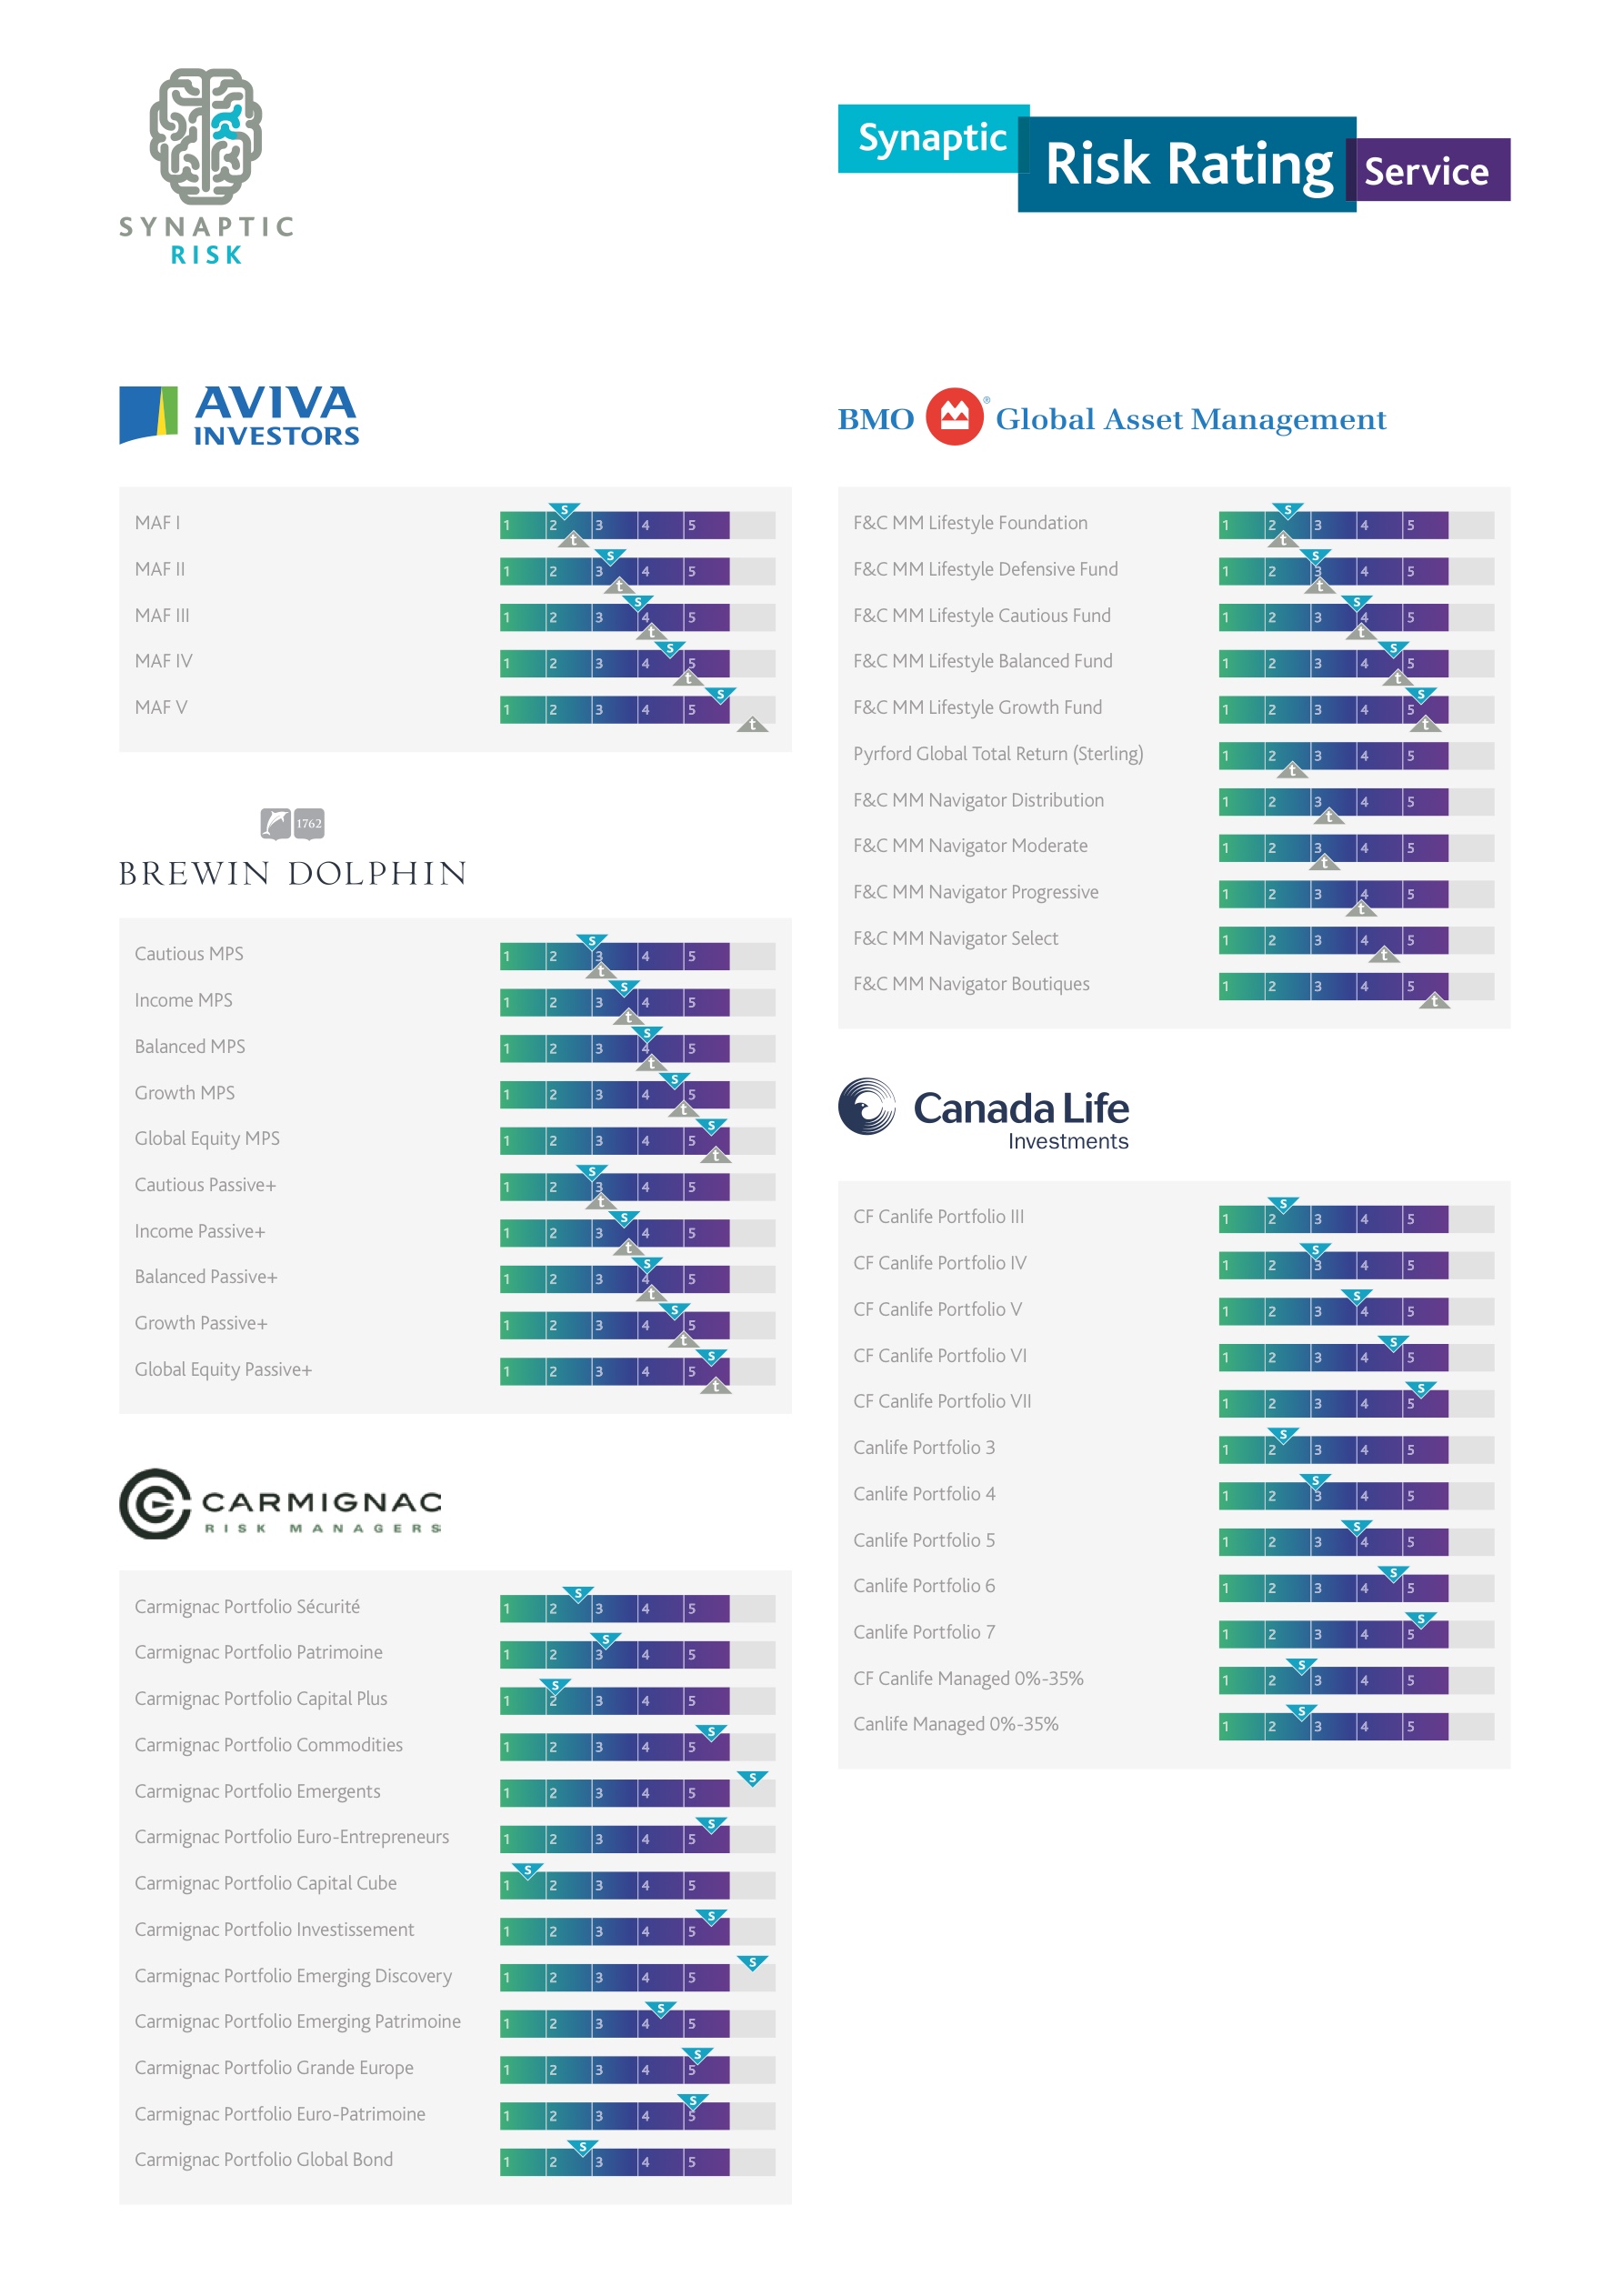 SYNAPTIC
RISK
Synaptic Risk Rating Service
AVIVA
INVESTORS
MAF I 1 2 3 4 5 s t
MAF II 1 2 3 4 5 s t
MAF III 1 2 3 4 5 s t
MAF IV 1 2 3 4 5 s t
MAF V 1 2 3 4 5 s t
1762
BREWIN DOLPHIN
Cautious MPS 1 2 3 4 5 s t
Income MPS 1 2 3 4 5 s t
Balanced MPS 1 2 3 4 5 s t
Growth MPS 1 2 3 4 5 s t
Global Equity MPS 1 2 3 4 5 s t
Cautious Passive+ 1 2 3 4 5 s t
Income Passive+ 1 2 3 4 5 s t
Balanced Passive+ 1 2 3 4 5 s t
Growth Passive+ 1 2 3 4 5 s t
Global Equity Passive+ 1 2 3 4 5 s t
CARMIGNAC
RISK MANAGERS
Carmignac Portfolio Sécurité 1 2 3 4 5 s
Carmignac Portfolio Patrimoine 1 2 3 4 5 s
Carmignac Portfolio Capital Plus 1 2 3 4 5 s
Carmignac Portfolio Commodities 1 2 3 4 5 s
Carmignac Portfolio Emergents 1 2 3 4 5 s
Carmignac Portfolio Euro-Entrepreneurs 1 2 3 4 5 s
Carmignac Portfolio Capital Cube 1 2 3 4 5 s
Carmignac Portfolio Investissement 1 2 3 4 5 s
Carmignac Portfolio Emerging Discovery 1 2 3 4 5 s
Carmignac Portfolio Emerging Patrimoine 1 2 3 4 5 s
Carmignac Portfolio Grande Europe 1 2 3 4 5 s
Carmignac Portfolio Euro-Patrimoine 1 2 3 4 5 s
Carmignac Portfolio Global Bond 1 2 3 4 5 s
BMO ® Global Asset Management
F&C MM Lifestyle Foundation 1 2 3 4 5 s t
F&C MM Lifestyle Defensive Fund 1 2 3 4 5 s t
F&C MM Lifestyle Cautious Fund 1 2 3 4 5 s t
F&C MM Lifestyle Balanced Fund 1 2 3 4 5 s t
F&C MM Lifestyle Growth Fund 1 2 3 4 5 s t
Pyrford Global Total Return (Sterling) 1 2 3 4 5 t
F&C MM Navigator Distribution 1 2 3 4 5 t
F&C MM Navigator Moderate 1 2 3 4 5 t
F&C MM Navigator Progressive 1 2 3 4 5 t
F&C MM Navigator Select 1 2 3 4 5 t
F&C MM Navigator Boutiques 1 2 3 4 5 t
Canada Life
Investments
CF Canlife Portfolio III 1 2 3 4 5 s
CF Canlife Portfolio IV 1 2 3 4 5 s
CF Canlife Portfolio V 1 2 3 4 5 s
CF Canlife Portfolio VI 1 2 3 4 5 s
CF Canlife Portfolio VII 1 2 3 4 5 s
Canlife Portfolio 3 1 2 3 4 5 s
Canlife Portfolio 4 1 2 3 4 5 s
Canlife Portfolio 5 1 2 3 4 5 s
Canlife Portfolio 6 1 2 3 4 5 s
Canlife Portfolio 7 1 2 3 4 5 s
CF Canlife Managed 0%-35% 1 2 3 4 5 s
Canlife Managed 0%-35% 1 2 3 4 5 s